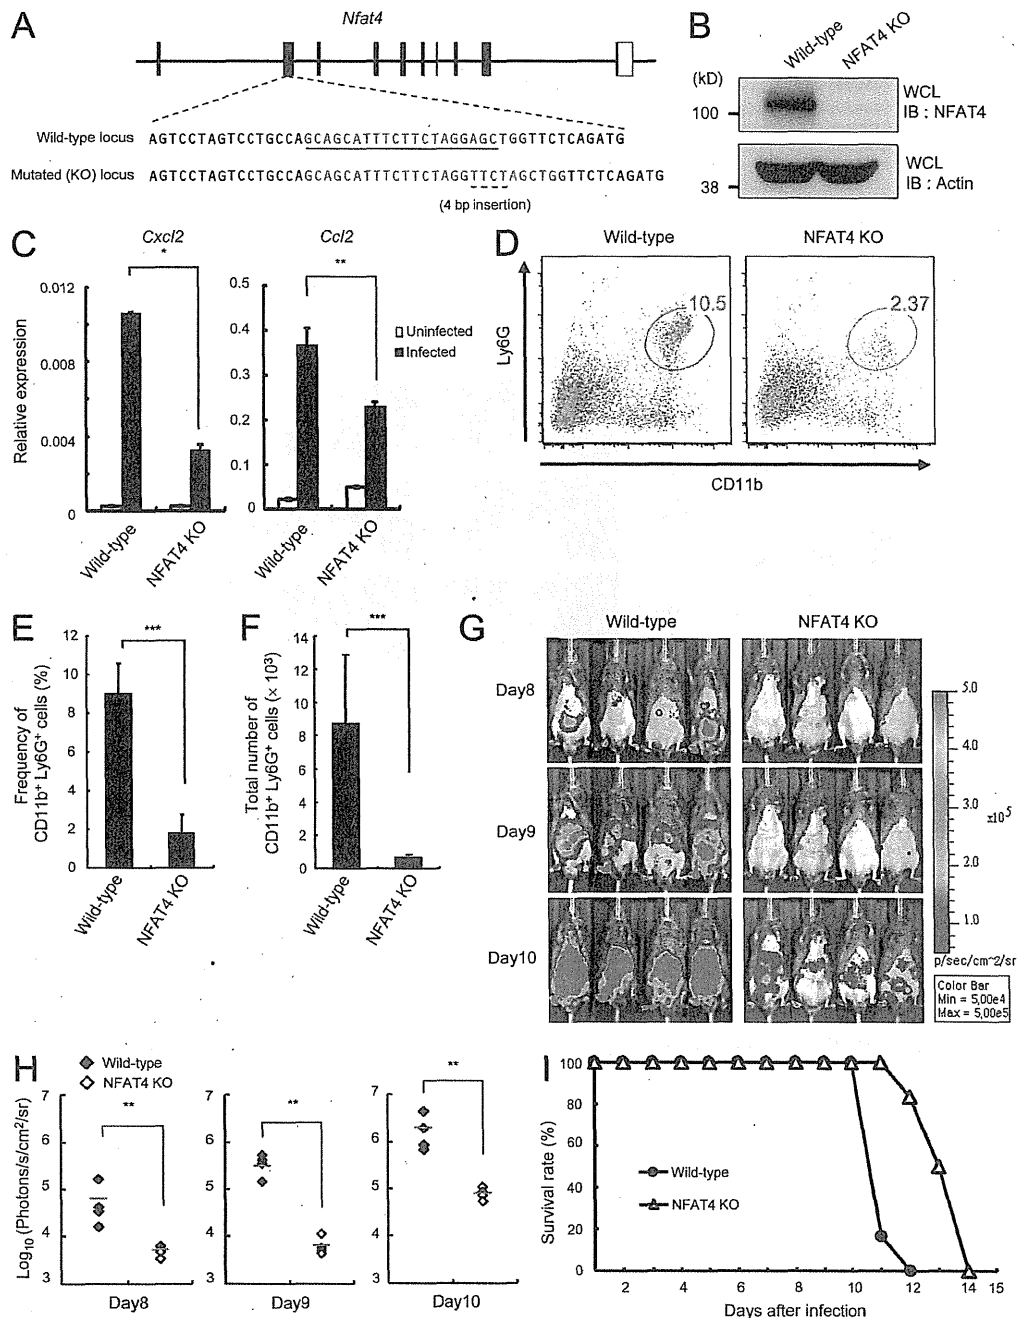 A
Nfat4
Wild-type locus AGTCCTAGTCCTGCCAGCAGCATTTCTTCTAGGAGCTGGTTCTCAGATG
Mutated (KO) locus AGTCCTAGTCCTGCCAGCAGCATTTCTTCTAGGTTCTAGCTGGTTCTCAGATG
(4 bp insertion)
B
Wild-type
NFAT4 KO
(kD)
100
WCL
IB : NFAT4
38
WCL
IB : Actin
C
Cxcl2
*
Relative expression
0.012
0.008
0.004
0
Wild-type
NFAT4 KO
Ccl2
**
0.5
0.4
0.3
0.2
0.1
0
Wild-type
NFAT4 KO
Uninfected
Infected
D
Wild-type
NFAT4 KO
10.5
2.37
Ly6G
CD11b
E
Frequency of
CD11b+ Ly6G+ cells (%)
***
12
10
8
6
4
2
0
Wild-type
NFAT4 KO
F
Total number of
CD11b+ Ly6G+ cells (× 10³)
***
14
12
10
8
6
4
2
0
Wild-type
NFAT4 KO
G
Wild-type
NFAT4 KO
Day8
Day9
Day10
5.0
4.0
3.0
x10⁵
2.0
1.0
p/sec/cm^2/sr
Color Bar
Min = 5,00e4
Max = 5,00e5
H
Wild-type
NFAT4 KO
Log10 (Photons/s/cm²/sr)
7
6
5
4
3
**
Day8
7
6
5
4
3
**
Day9
7
6
5
4
3
**
Day10
I
Survival rate (%)
100
80
60
40
20
0
Wild-type
NFAT4 KO
2 4 6 8 10 12 14 15
Days after infection